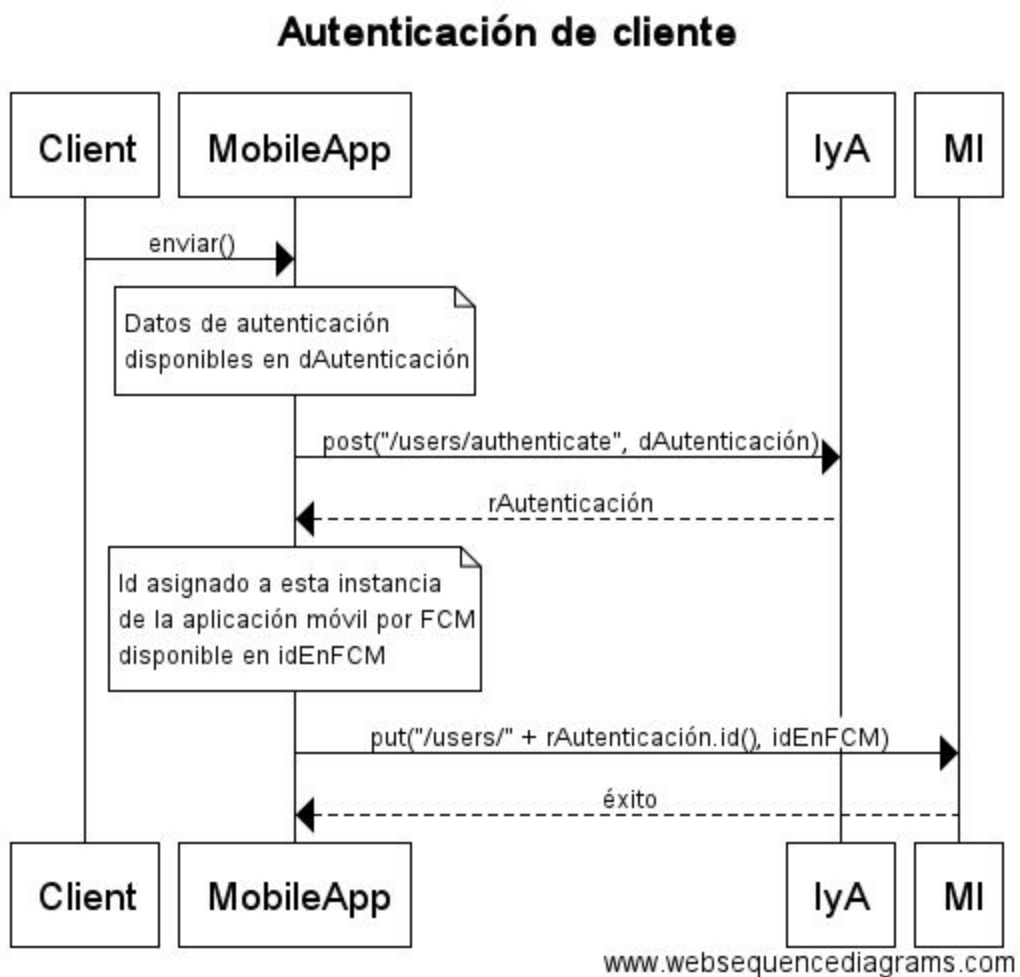 Autenticación de cliente
Client
MobileApp
IyA
MI
enviar()
Datos de autenticación
disponibles en dAutenticación
post("/users/authenticate", dAutenticación)
rAutenticación
Id asignado a esta instancia
de la aplicación móvil por FCM
disponible en idEnFCM
put("/users/" + rAutenticación.id(), idEnFCM)
éxito
Client
MobileApp
IyA
MI
www.websequencediagrams.com